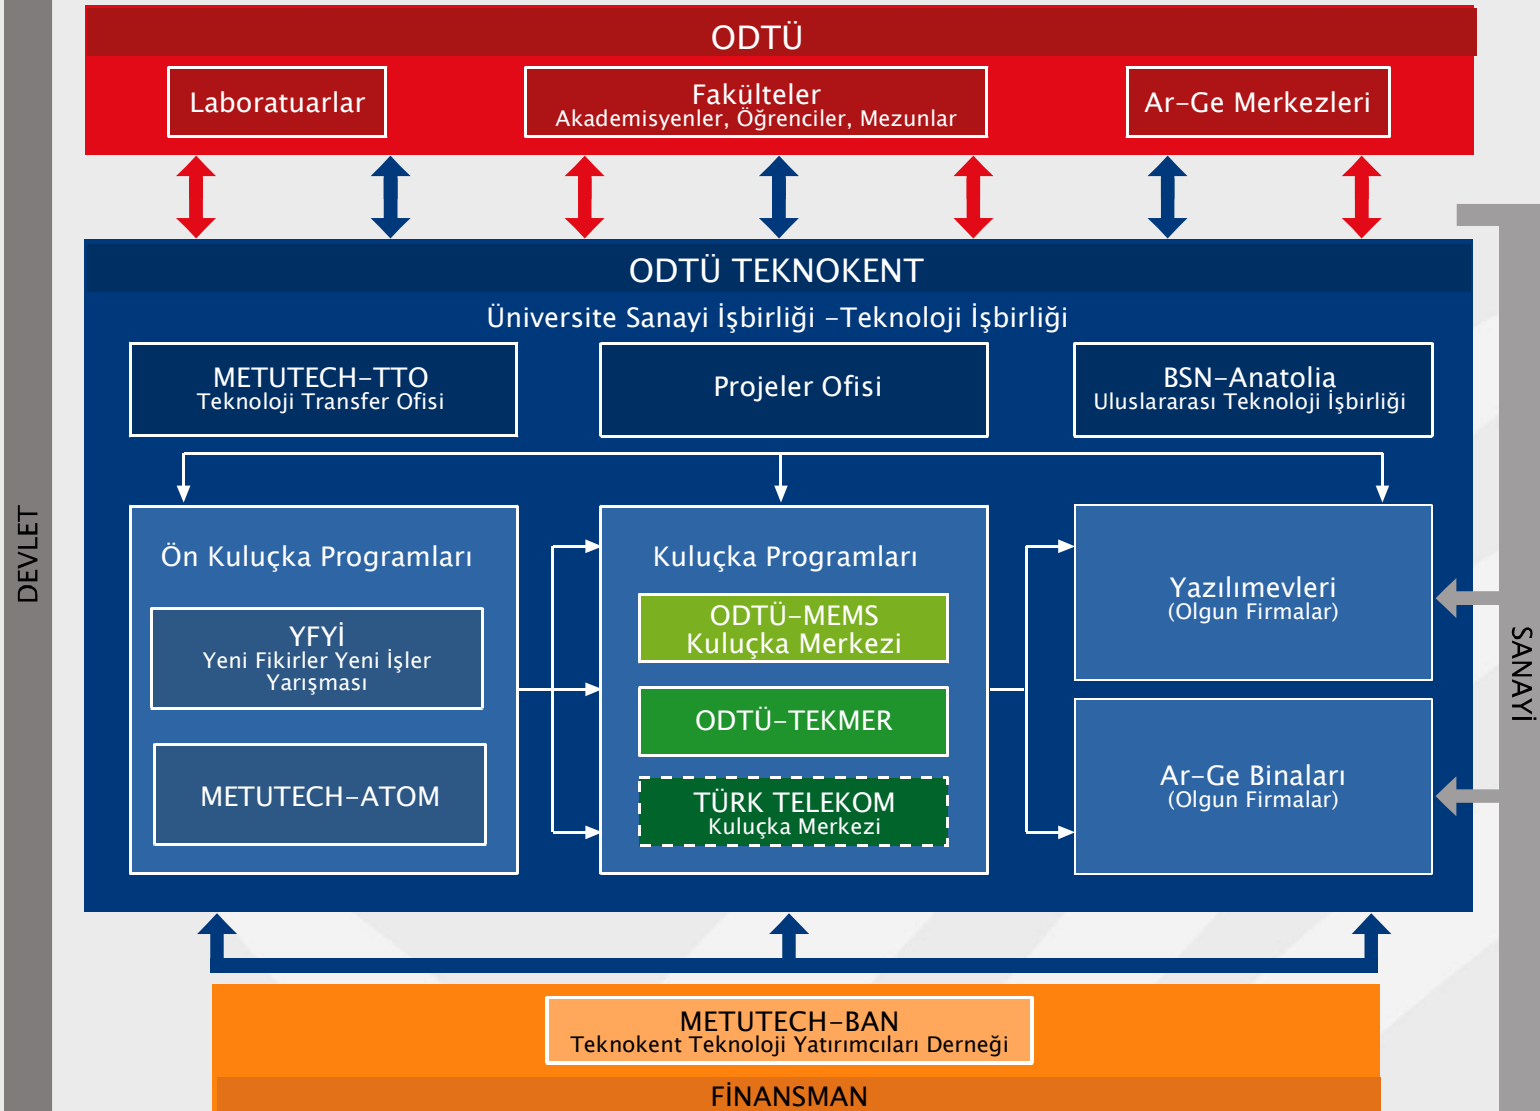 ODTÜ
Laboratuarlar
Fakülteler
Akademisyenler, Öğrenciler, Mezunlar
Ar-Ge Merkezleri
ODTÜ TEKNOKENT
Üniversite Sanayi İşbirliği -Teknoloji İşbirliği
METUTECH-TTO
Teknoloji Transfer Ofisi
Projeler Ofisi
BSN-Anatolia
Uluslararası Teknoloji İşbirliği
DEVLET
Ön Kuluçka Programları
YFYİ
Yeni Fikirler Yeni İşler
Yarışması
METUTECH-ATOM
Kuluçka Programları
ODTÜ-MEMS
Kuluçka Merkezi
ODTÜ-TEKMER
TÜRK TELEKOM
Kuluçka Merkezi
Yazılımevleri
(Olgun Firmalar)
Ar-Ge Binaları
(Olgun Firmalar)
SANAYİ
METUTECH-BAN
Teknokent Teknoloji Yatırımcıları Derneği
FİNANSMAN